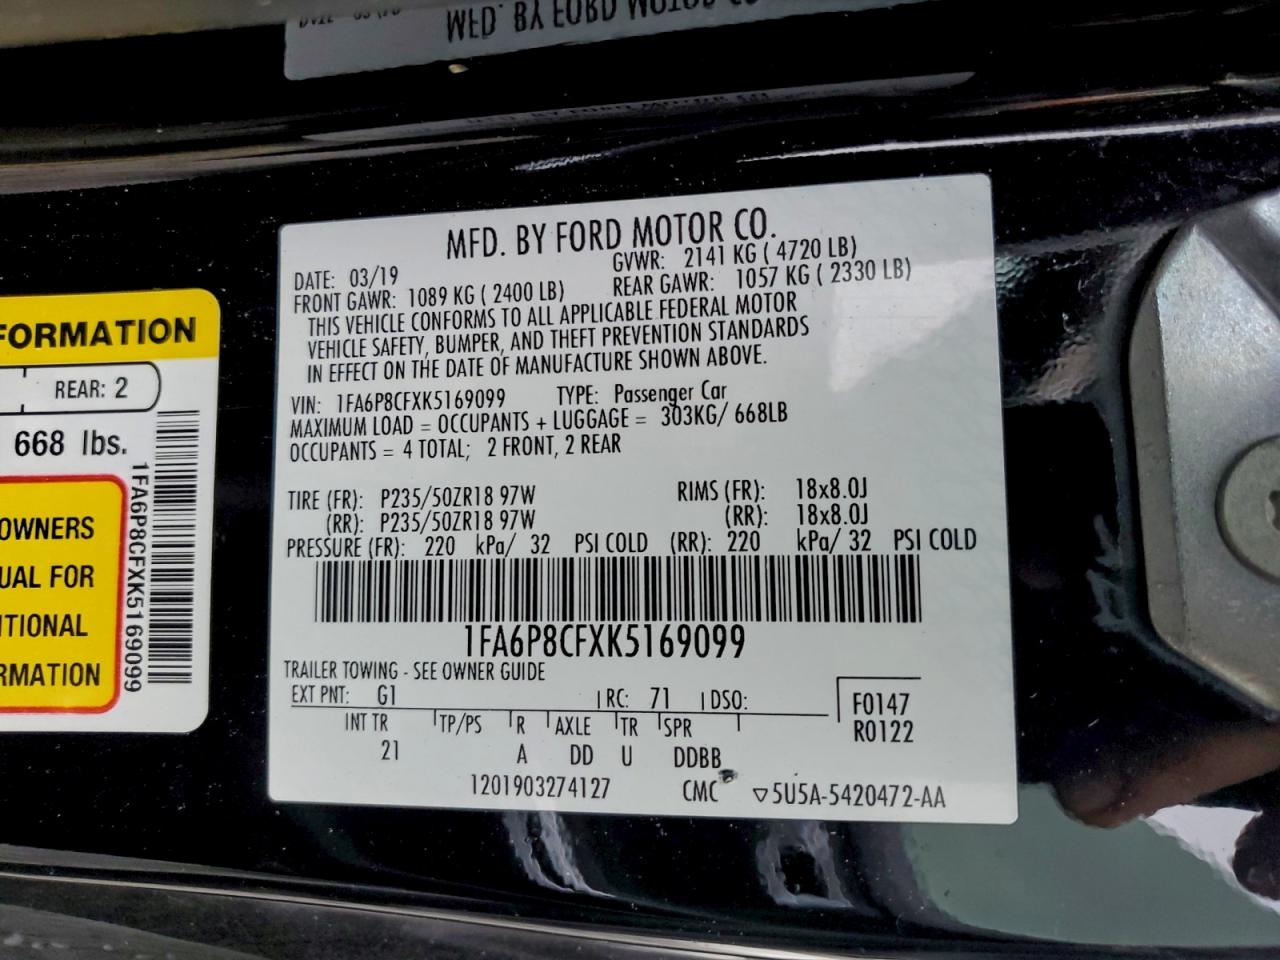 MFD. BY FORD MOTOR CO.
DATE: 03/19 GVWR: 2141 KG ( 4720 LB)
FRONT GAWR: 1089 KG ( 2400 LB) REAR GAWR: 1057 KG ( 2330 LB)
THIS VEHICLE CONFORMS TO ALL APPLICABLE FEDERAL MOTOR
VEHICLE SAFETY, BUMPER, AND THEFT PREVENTION STANDARDS
IN EFFECT ON THE DATE OF MANUFACTURE SHOWN ABOVE.
VIN: 1FA6P8CFXK5169099 TYPE: Passenger Car
MAXIMUM LOAD = OCCUPANTS + LUGGAGE = 303KG/ 668LB
OCCUPANTS = 4 TOTAL; 2 FRONT, 2 REAR
TIRE (FR): P235/50ZR18 97W RIMS (FR): 18x8.0J
(RR): P235/50ZR18 97W (RR): 18x8.0J
PRESSURE (FR): 220 kPa/ 32 PSI COLD (RR): 220 kPa/ 32 PSI COLD
1FA6P8CFXK5169099
TRAILER TOWING - SEE OWNER GUIDE
EXT PNT: G1 RC: 71 DSO: F0147
INT TR TP/PS R AXLE TR SPR R0122
21 A DD U DDBB
1201903274127 CMC ▽5U5A-5420472-AA
FORMATION
REAR: 2
668 lbs.
1FA6P8CFXK5169099
OWNERS
UAL FOR
ITIONAL
RMATION